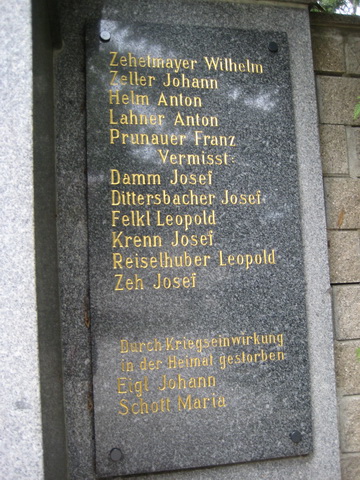 Zehetmayer Wilhelm
Zeller Johann
Helm Anton
Lahner Anton
Prunauer Franz
Vermisst:
Damm Josef
Dittersbacher Josef
Felkl Leopold
Krenn Josef
Reiselhuber Leopold
Zeh Josef
Durch Kriegseinwirkung
in der Heimat gestorben
Eigl Johann
Schott Maria